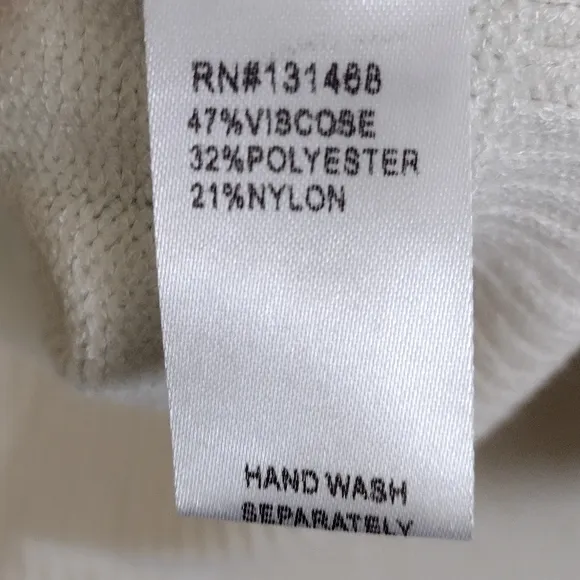 RN#131468
47%VISCOSE
32%POLYESTER
21%NYLON
HAND WASH
SEPARATELY